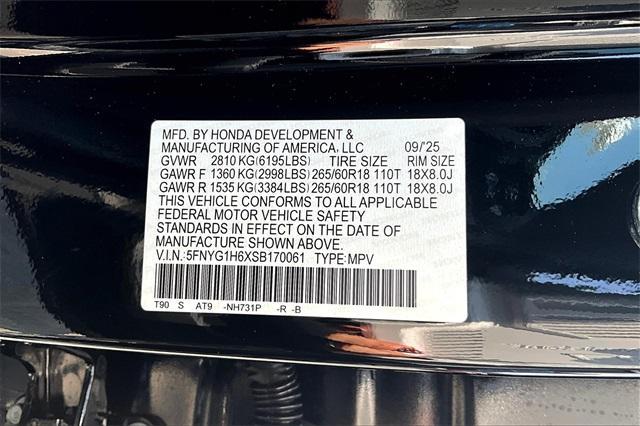 MFD. BY HONDA DEVELOPMENT &
MANUFACTURING OF AMERICA, LLC 09/25
GVWR 2810 KG(6195LBS) TIRE SIZE RIM SIZE
GAWR F 1360 KG(2998LBS) 265/60R18 110T 18X8.0J
GAWR R 1535 KG(3384LBS) 265/60R18 110T 18X8.0J
THIS VEHICLE CONFORMS TO ALL APPLICABLE
FEDERAL MOTOR VEHICLE SAFETY
STANDARDS IN EFFECT ON THE DATE OF
MANUFACTURE SHOWN ABOVE.
V.I.N.: 5FNYG1H6XSB170061 TYPE: MPV
T90 S AT9 -NH731P -R -B